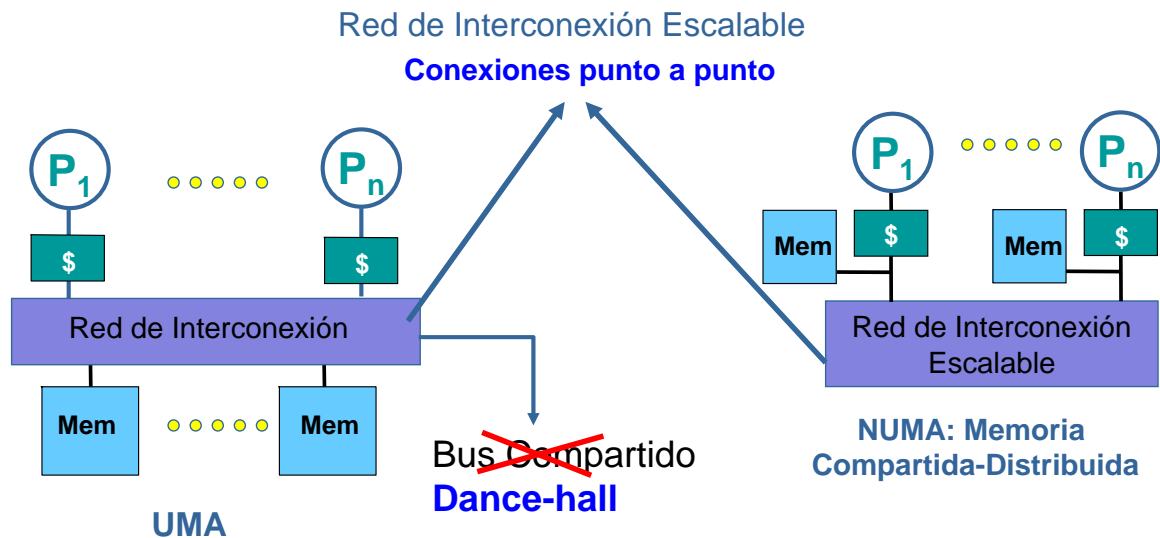 Red de Interconexión Escalable
Conexiones punto a punto
P1
Pn
$
$
Red de Interconexión
Mem
Mem
UMA
Bus Compartido
Dance-hall
P1
Pn
Mem
$
Mem
$
Red de Interconexión
Escalable
NUMA: Memoria
Compartida-Distribuida